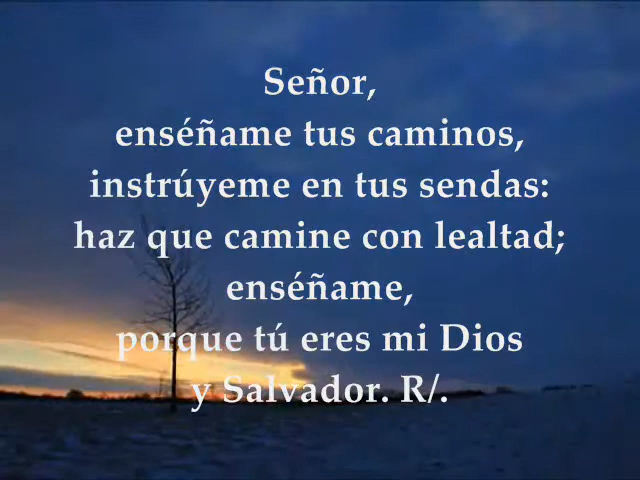 Señor,
enséñame tus caminos,
instrúyeme en tus sendas:
haz que camine con lealtad;
enséñame,
porque tú eres mi Dios
y Salvador. R/.